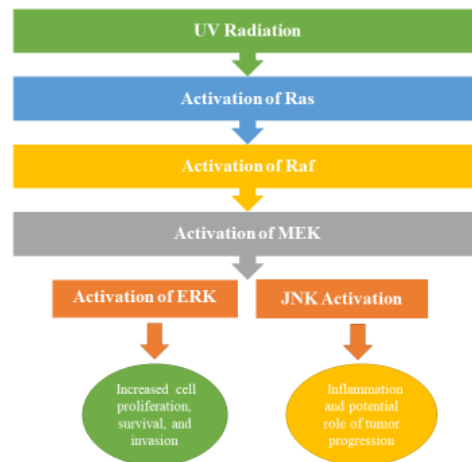 UV Radiation
Activation of Ras
Activation of Raf
Activation of MEK
Activation of ERK
JNK Activation
Increased cell
proliferation,
survival, and
invasion
Inflammation
and potential
role of tumor
progression